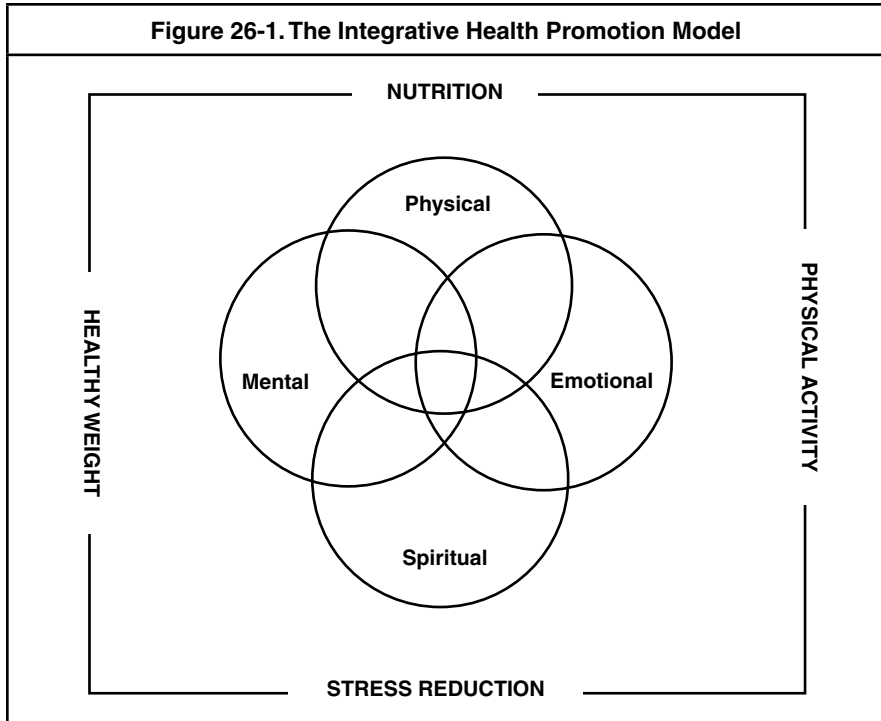 Figure 26-1. The Integrative Health Promotion Model
NUTRITION
Physical
HEALTHY WEIGHT
Mental
Emotional
PHYSICAL ACTIVITY
Spiritual
STRESS REDUCTION